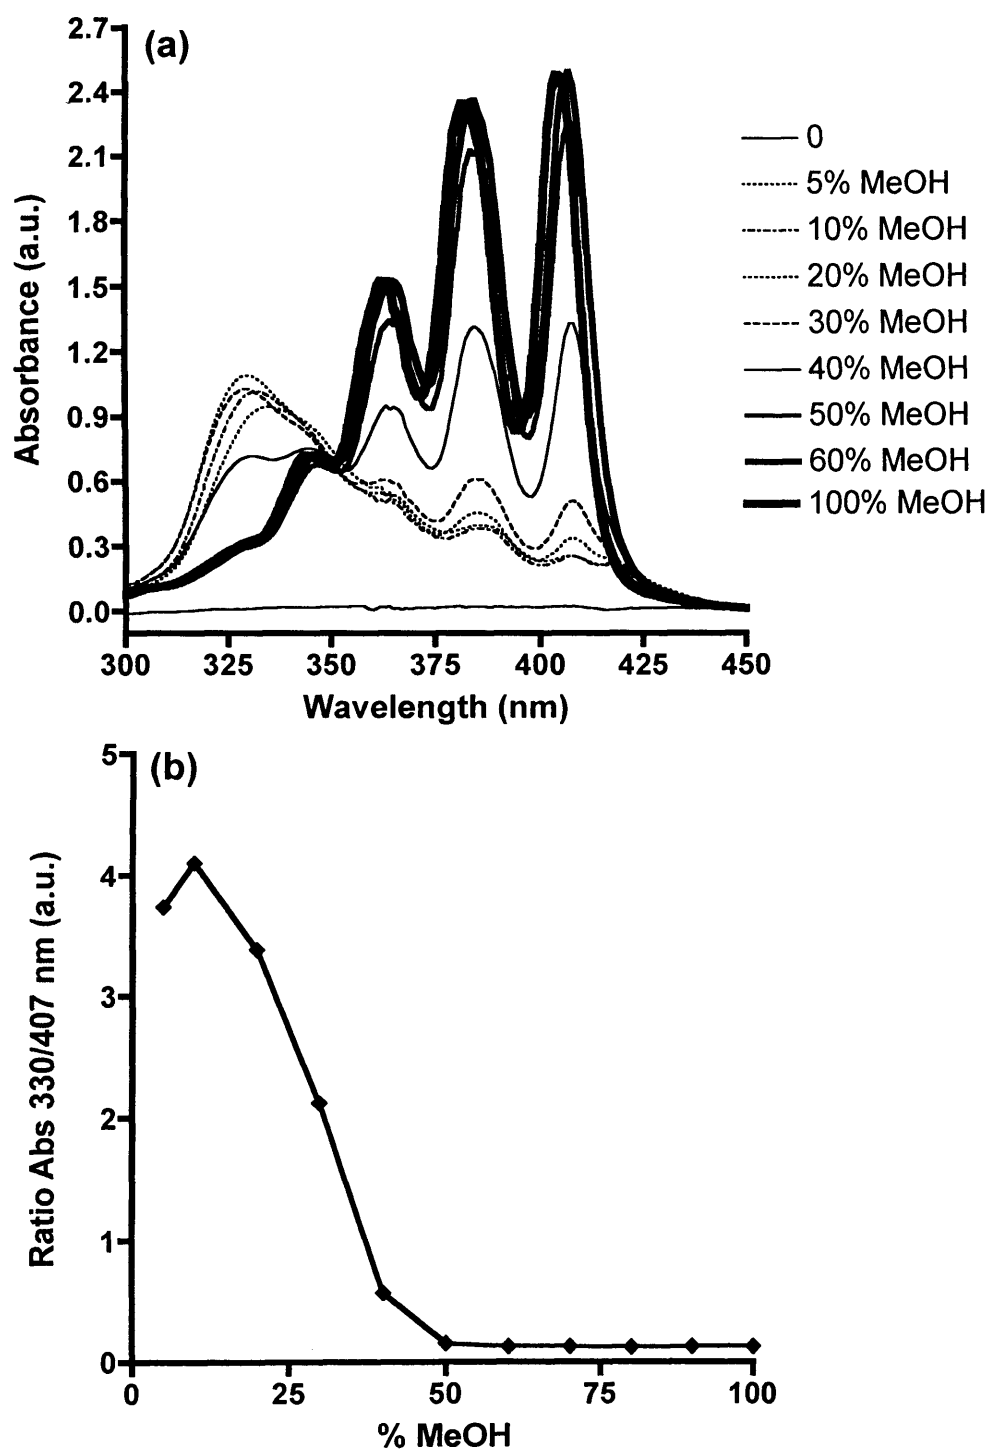 (a)
2.7
2.4
2.1
1.8
1.5
1.2
0.9
0.6
0.3
0.0
Absorbance (a.u.)
300 325 350 375 400 425 450
Wavelength (nm)
0
5% MeOH
10% MeOH
20% MeOH
30% MeOH
40% MeOH
50% MeOH
60% MeOH
100% MeOH
(b)
5
4
3
2
1
0
Ratio Abs 330/407 nm (a.u.)
0 25 50 75 100
% MeOH